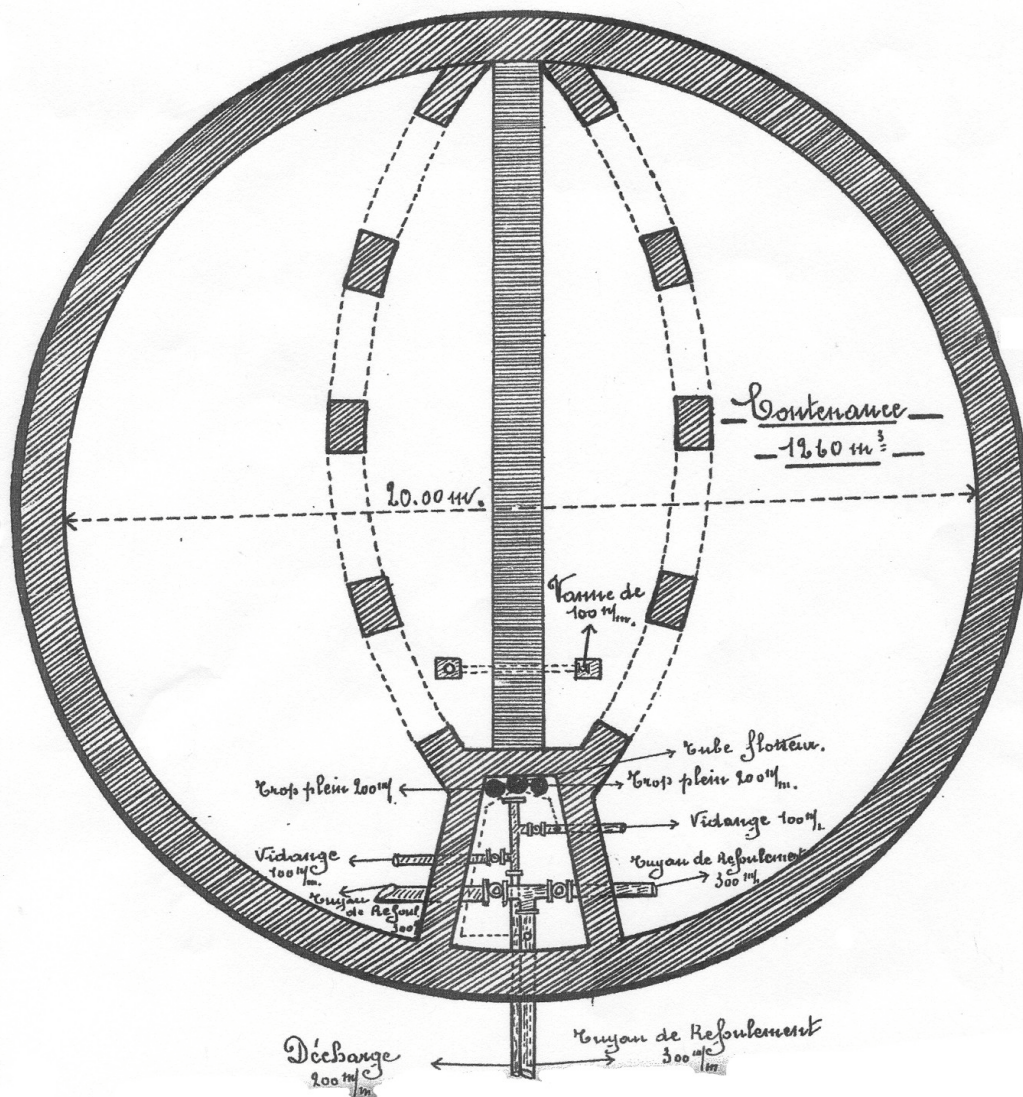 Contenance
1260 m³
20.00 m.
Vanne de
100 m/m.
Tube flotteur.
Trop plein 200 m/.
Trop plein 200 m/m.
Vidange 100 m/.
Vidange
100 m/m.
Tuyau de Refoulement
300 m/.
Tuyau
de Refoul
300
Décharge
200 m/m
Tuyau de Refoulement
300 m/m